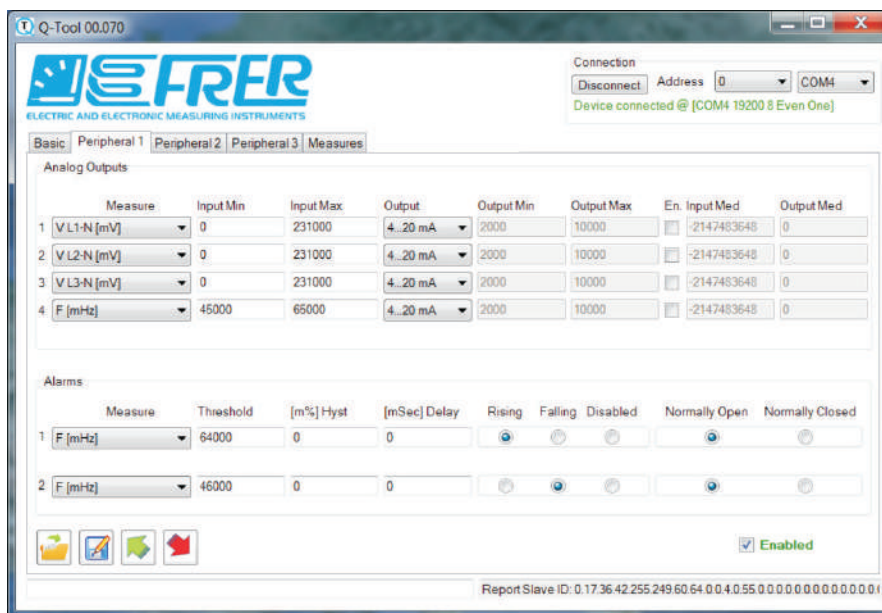 Q-Tool 00.070
FRER
ELECTRIC AND ELECTRONIC MEASURING INSTRUMENTS
Connection
Disconnect Address 0 COM4
Device connected @ [COM4 19200 8 Even One]
Basic Peripheral 1 Peripheral 2 Peripheral 3 Measures
Analog Outputs
Measure Input Min Input Max Output Output Min Output Max En. Input Med Output Med
1 V L1-N [mV] 0 231000 4...20 mA 2000 10000 -2147483648 0
2 V L2-N [mV] 0 231000 4...20 mA 2000 10000 -2147483648 0
3 V L3-N [mV] 0 231000 4...20 mA 2000 10000 -2147483648 0
4 F [mHz] 45000 65000 4...20 mA 2000 10000 -2147483648 0
Alarms
Measure Threshold [m%] Hyst [mSec] Delay Rising Falling Disabled Normally Open Normally Closed
1 F [mHz] 64000 0 0
2 F [mHz] 46000 0 0
Enabled
Report Slave ID: 0.17.36.42.255.249.60.64.0.0.4.0.55.0.0.0.0.0.0.0.0.0.0.0.0.0.(